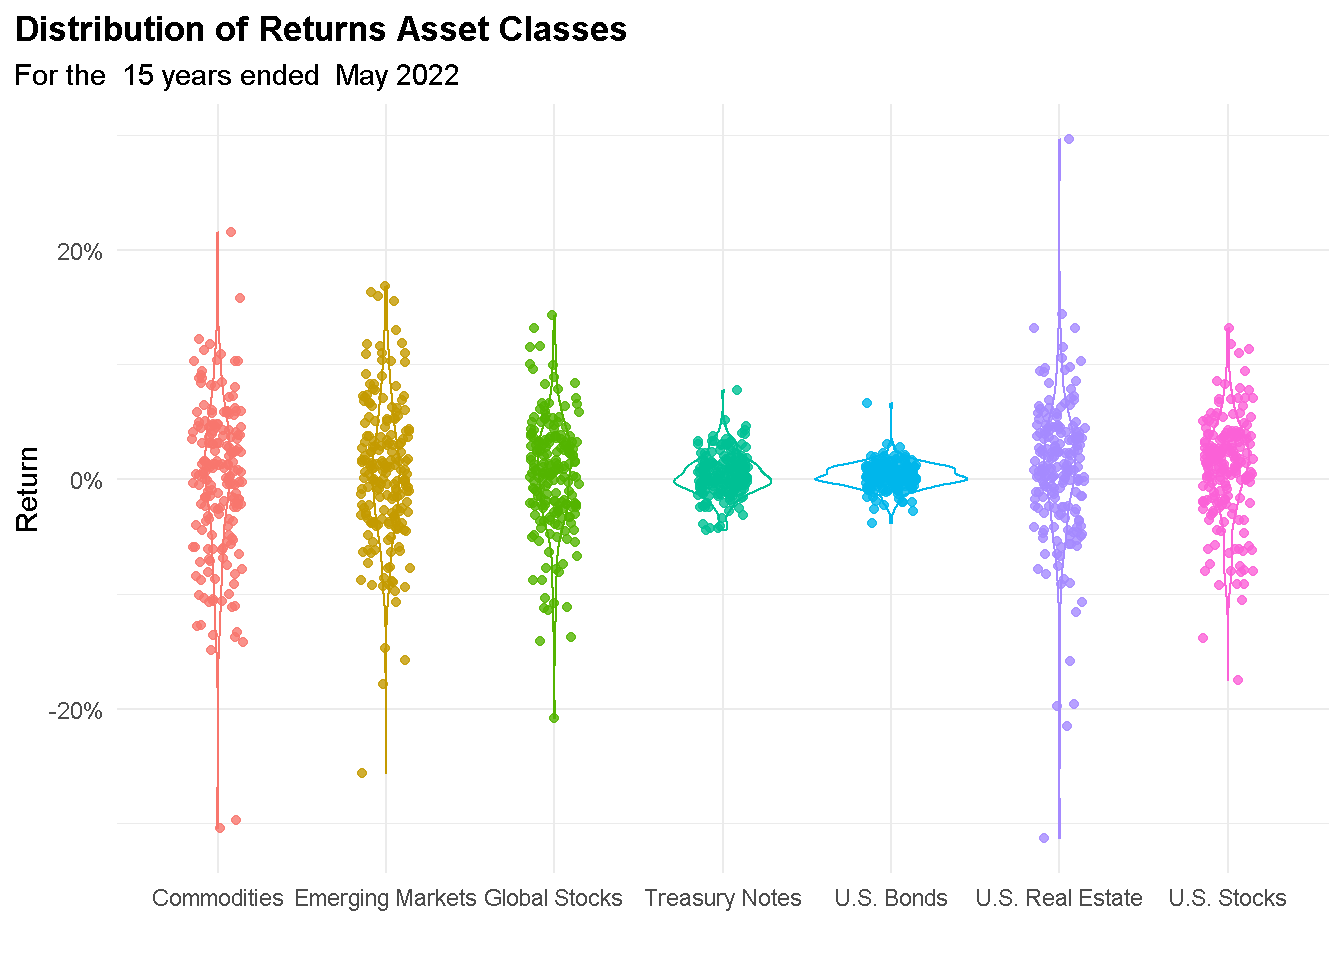 Distribution of Returns Asset Classes
For the  15 years ended  May 2022
Return
20%
0%
-20%
Commodities Emerging Markets Global Stocks Treasury Notes U.S. Bonds U.S. Real Estate U.S. Stocks